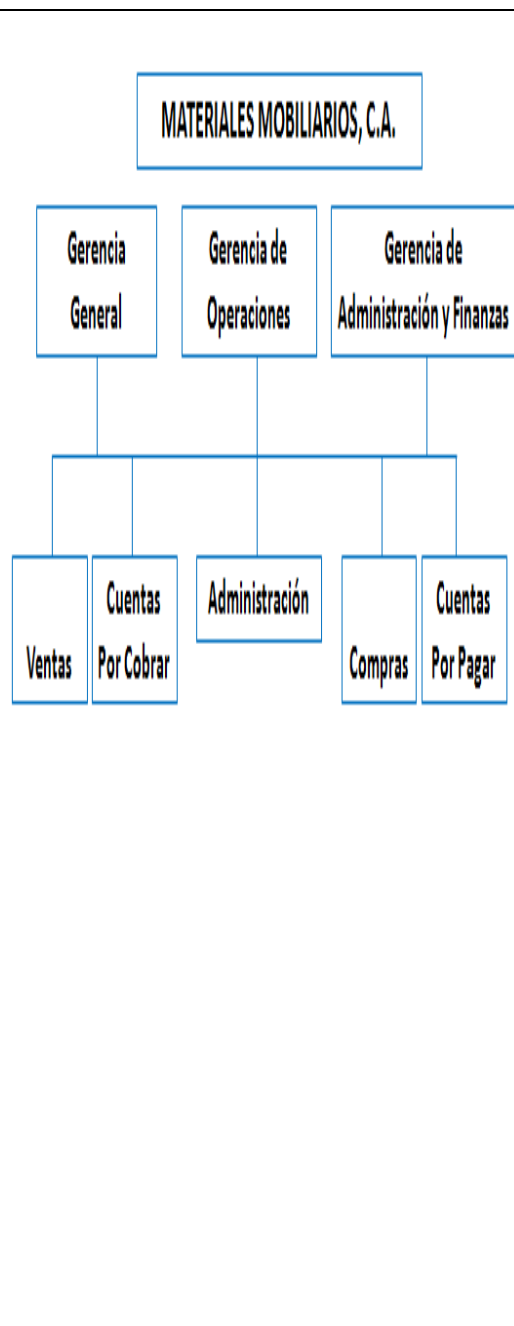 MATERIALES MOBILIARIOS, C.A.
Gerencia
General
Gerencia de
Operaciones
Gerencia de
Administración y Finanzas
Ventas
Cuentas
Por Cobrar
Administración
Compras
Cuentas
Por Pagar